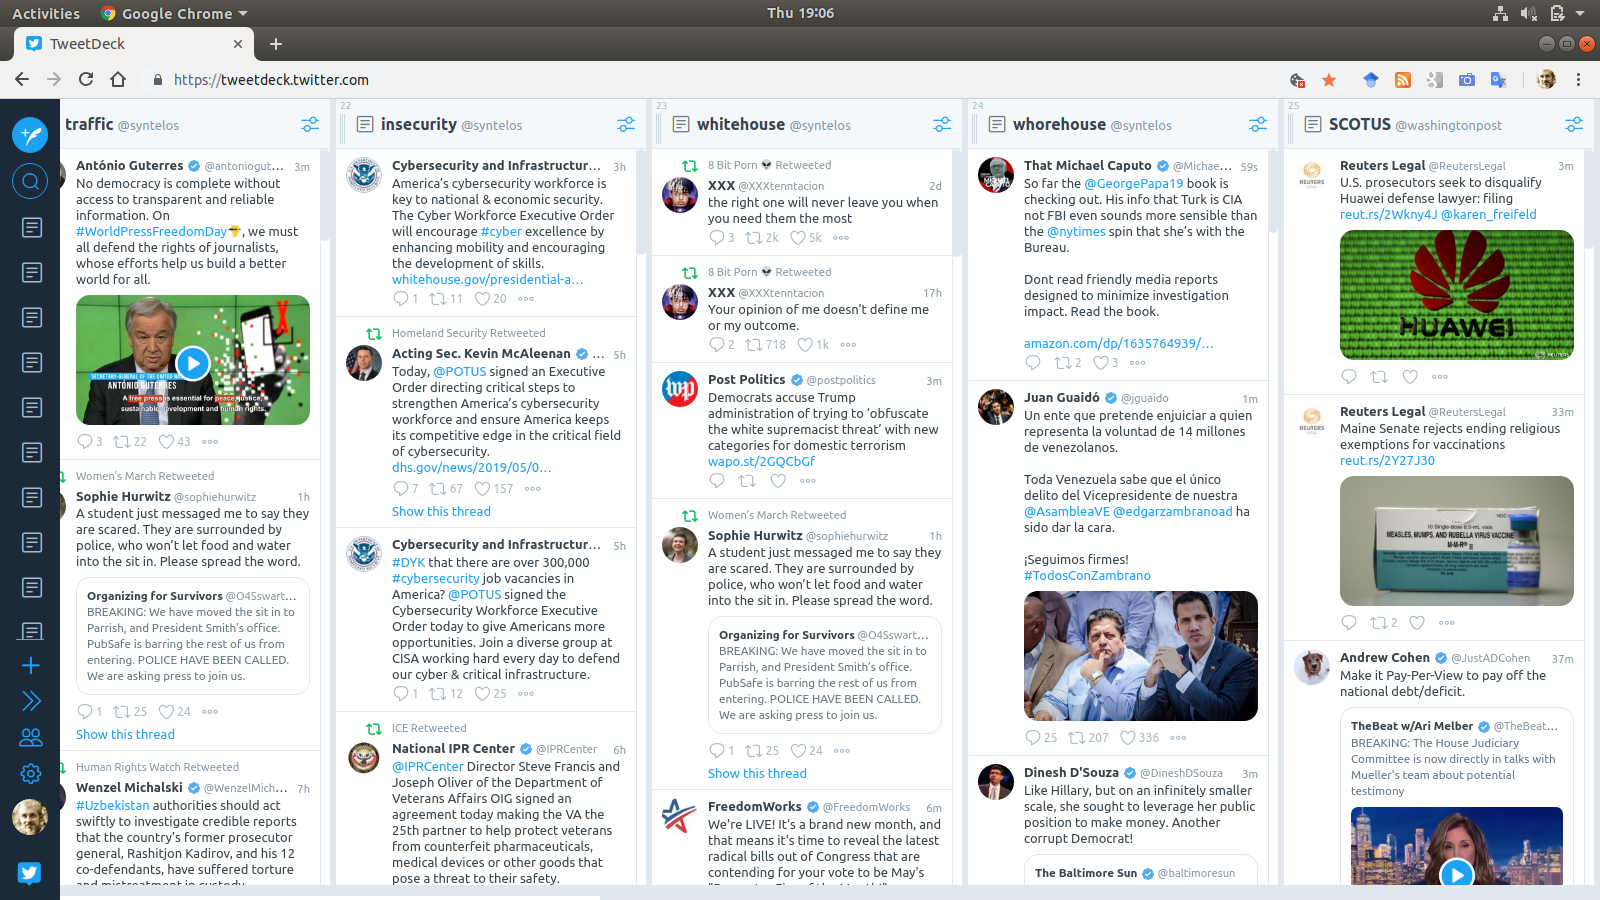 Activities
Google Chrome
Thu 19:06
TweetDeck
https://tweetdeck.twitter.com
traffic @syntelos
António Guterres @antoniogut… 3m
No democracy is complete without
access to transparent and reliable
information. On
#WorldPressFreedomDay, we must
all defend the rights of journalists,
whose efforts help us build a better
world for all.
SECRETARY-GENERAL OF THE UNITED NA
ANTÓNIO GUTERRES
A free press is essential for peace, justice,
sustainable development and human rights.
3 22 43
Women's March Retweeted
Sophie Hurwitz @sophiehurwitz 1h
A student just messaged me to say they
are scared. They are surrounded by
police, who won't let food and water
into the sit in. Please spread the word.
Organizing for Survivors @O4Sswart…
BREAKING: We have moved the sit in to
Parrish, and President Smith's office.
PubSafe is barring the rest of us from
entering. POLICE HAVE BEEN CALLED.
We are asking press to join us.
1 25 24
Show this thread
Human Rights Watch Retweeted
Wenzel Michalski @WenzelMich… 7h
#Uzbekistan authorities should act
swiftly to investigate credible reports
that the country's former prosecutor
general, Rashitjon Kadirov, and his 12
co-defendants, have suffered torture
and mistreatment in custody
22
insecurity @syntelos
Cybersecurity and Infrastructur… 3h
America's cybersecurity workforce is
key to national & economic security.
The Cyber Workforce Executive Order
will encourage #cyber excellence by
enhancing mobility and encouraging
the development of skills.
whitehouse.gov/presidential-a…
1 11 20
Homeland Security Retweeted
Acting Sec. Kevin McAleenan … 5h
Today, @POTUS signed an Executive
Order directing critical steps to
strengthen America's cybersecurity
workforce and ensure America keeps
its competitive edge in the critical field
of cybersecurity.
dhs.gov/news/2019/05/0…
7 67 157
Show this thread
Cybersecurity and Infrastructur… 5h
#DYK that there are over 300,000
#cybersecurity job vacancies in
America? @POTUS signed the
Cybersecurity Workforce Executive
Order today to give Americans more
opportunities. Join a diverse group at
CISA working hard every day to defend
our cyber & critical infrastructure.
1 12 25
ICE Retweeted
National IPR Center @IPRCenter 6h
@IPRCenter Director Steve Francis and
Joseph Oliver of the Department of
Veterans Affairs OIG signed an
agreement today making the VA the
25th partner to help protect veterans
from counterfeit pharmaceuticals,
medical devices or other goods that
pose a threat to their safety.
23
whitehouse @syntelos
8 Bit Porn Retweeted
XXX @XXXtenntacion 2d
the right one will never leave you when
you need them the most
3 2k 5k
8 Bit Porn Retweeted
XXX @XXXtenntacion 17h
Your opinion of me doesn't define me
or my outcome.
2 718 1k
wp
Post Politics @postpolitics 3m
Democrats accuse Trump
administration of trying to 'obfuscate
the white supremacist threat' with new
categories for domestic terrorism
wapo.st/2GQCbGf
Women's March Retweeted
Sophie Hurwitz @sophiehurwitz 1h
A student just messaged me to say they
are scared. They are surrounded by
police, who won't let food and water
into the sit in. Please spread the word.
Organizing for Survivors @O4Sswart…
BREAKING: We have moved the sit in to
Parrish, and President Smith's office.
PubSafe is barring the rest of us from
entering. POLICE HAVE BEEN CALLED.
We are asking press to join us.
1 25 24
Show this thread
FreedomWorks @FreedomWorks 6m
We're LIVE! It's a brand new month, and
that means it's time to reveal the latest
radical bills out of Congress that are
contending for your vote to be May's
24
whorehouse @syntelos
That Michael Caputo @Michae… 59s
So far the @GeorgePapa19 book is
checking out. His info that Turk is CIA
not FBI even sounds more sensible than
the @nytimes spin that she's with the
Bureau.
Dont read friendly media reports
designed to minimize investigation
impact. Read the book.
amazon.com/dp/1635764939/…
2 3
Juan Guaidó @jguaido 1m
Un ente que pretende enjuiciar a quien
representa la voluntad de 14 millones
de venezolanos.
Toda Venezuela sabe que el único
delito del Vicepresidente de nuestra
@AsambleaVE @edgarzambranoad ha
sido dar la cara.
¡Seguimos firmes!
#TodosConZambrano
25 207 336
Dinesh D'Souza @DineshDSouza 3m
Like Hillary, but on an infinitely smaller
scale, she sought to leverage her public
position to make money. Another
corrupt Democrat!
The Baltimore Sun @baltimoresun
25
SCOTUS @washingtonpost
REUTERS
Reuters Legal @ReutersLegal 3m
U.S. prosecutors seek to disqualify
Huawei defense lawyer: filing
reut.rs/2Wkny4J @karen_freifeld
HUAWEI
REUTERS
REUTERS
Reuters Legal @ReutersLegal 33m
Maine Senate rejects ending religious
exemptions for vaccinations
reut.rs/2Y27J30
10 Single-dose 0.5-mL vials
MEASLES, MUMPS, AND RUBELLA VIRUS VACCINE
M-M-R II
2
Andrew Cohen @JustADCohen 37m
Make it Pay-Per-View to pay off the
national debt/deficit.
TheBeat w/Ari Melber @TheBeat…
BREAKING: The House Judiciary
Committee is now directly in talks with
Mueller's team about potential
testimony